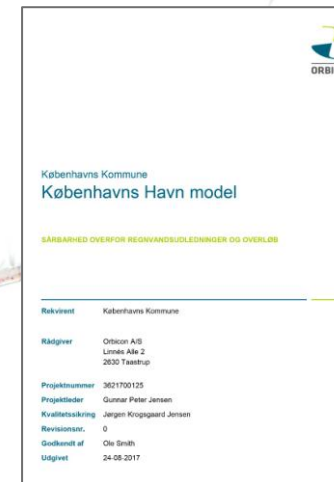 ORBI
Københavns Kommune
Københavns Havn model
SÅRBARHED OVERFOR REGNVANDSUDLEDNINGER OG OVERLØB
Rekvirent Københavns Kommune
Rådgiver Orbicon A/S
Linnés Alle 2
2630 Taastrup
Projektnummer 3621700125
Projektleder Gunnar Peter Jensen
Kvalitetssikring Jørgen Krogsgaard Jensen
Revisionsnr. 0
Godkendt af Ole Smith
Udgivet 24-08-2017